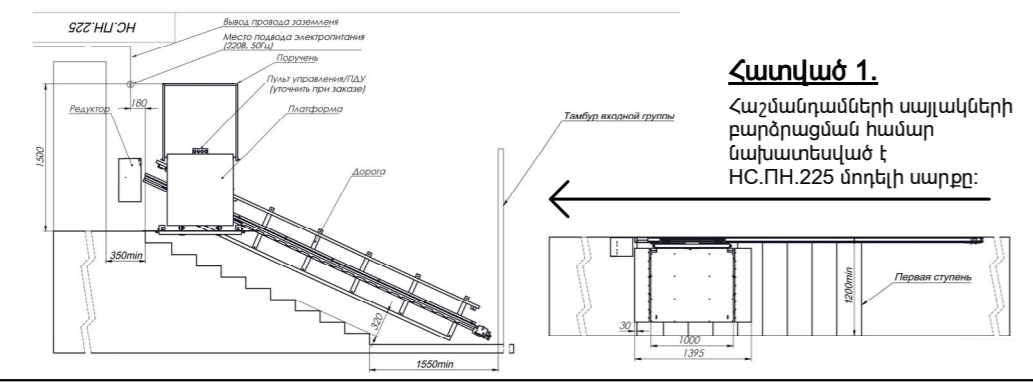 НС.ПН.225
Вывод провода заземленя
Место подвода электропитания
(220В, 50Гц)
Поручень
Пульт управления/ПДУ
(уточнить при заказе)
Редуктор
Платформа
180
1500
Дорога
350min
320
1550min
Тамбур входной группы
Հատված 1.
Հաշմանդամների սայլակների
բարձրացման համար
նախատեսված է
НС.ПН.225 մոդելի սարքը:
1200min
Первая ступень
30
1000
1395